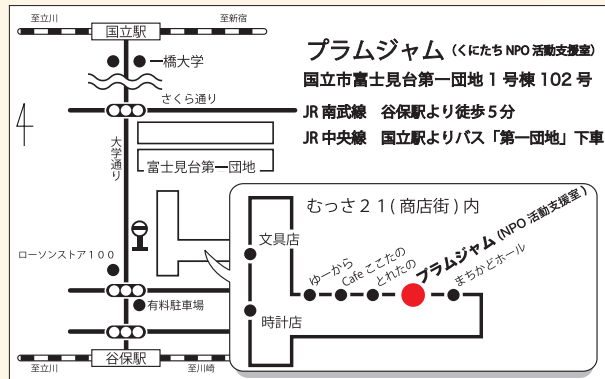 至立川
国立駅
至新宿
一橋大学
さくら通り
大学通り
富士見台第一団地
ローソンストア100
有料駐車場
至立川
谷保駅
至川崎
プラムジャム（くにたち NPO 活動支援室）
国立市富士見台第一団地 1 号棟 102 号
JR 南武線　谷保駅より徒歩 5 分
JR 中央線　国立駅よりバス「第一団地」下車
むっさ２１(商店街)内
文具店
時計店
ゆーから
Cafe ここたの
とれたの
プラムジャム (NPO 活動支援室)
まちかどホール